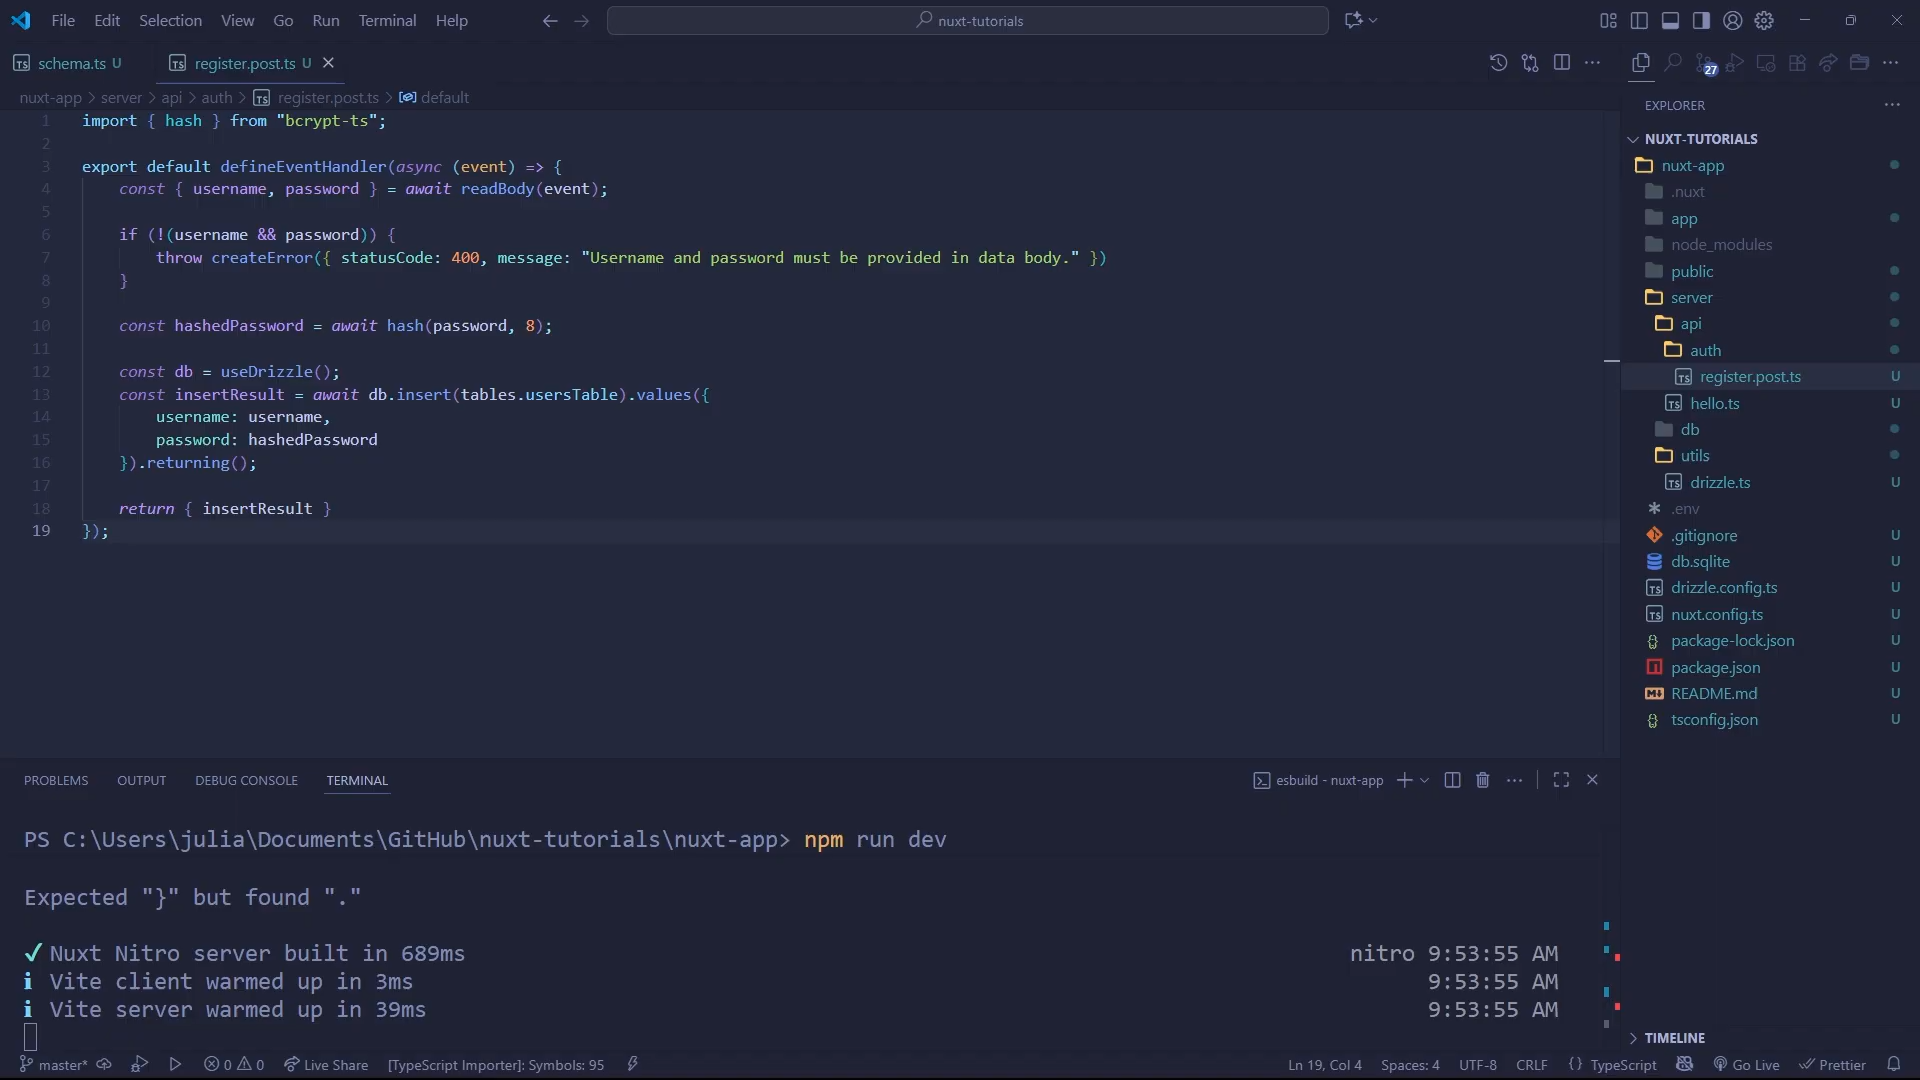 File Edit Selection View Go Run Terminal Help
nuxt-tutorials
schema.ts U
register.post.ts U
nuxt-app > server > api > auth > register.post.ts > default
1 import { hash } from "bcrypt-ts";
2
3 export default defineEventHandler(async (event) => {
4 const { username, password } = await readBody(event);
5
6 if (!(username && password)) {
7 throw createError({ statusCode: 400, message: "Username and password must be provided in data body." })
8 }
9
10 const hashedPassword = await hash(password, 8);
11
12 const db = useDrizzle();
13 const insertResult = await db.insert(tables.usersTable).values({
14 username: username,
15 password: hashedPassword
16 }).returning();
17
18 return { insertResult }
19 });
27
EXPLORER
NUXT-TUTORIALS
nuxt-app
.nuxt
app
node_modules
public
server
api
auth
register.post.ts U
hello.ts U
db
utils
drizzle.ts U
.env
.gitignore U
db.sqlite U
drizzle.config.ts U
nuxt.config.ts U
package-lock.json U
package.json U
README.md U
tsconfig.json U
TIMELINE
PROBLEMS OUTPUT DEBUG CONSOLE TERMINAL
esbuild - nuxt-app
PS C:\Users\julia\Documents\GitHub\nuxt-tutorials\nuxt-app> npm run dev
Expected "}" but found "."
✓ Nuxt Nitro server built in 689ms nitro 9:53:55 AM
i Vite client warmed up in 3ms 9:53:55 AM
i Vite server warmed up in 39ms 9:53:55 AM
master* 0 0 Live Share [TypeScript Importer]: Symbols: 95
Ln 19, Col 4 Spaces: 4 UTF-8 CRLF {} TypeScript Go Live Prettier